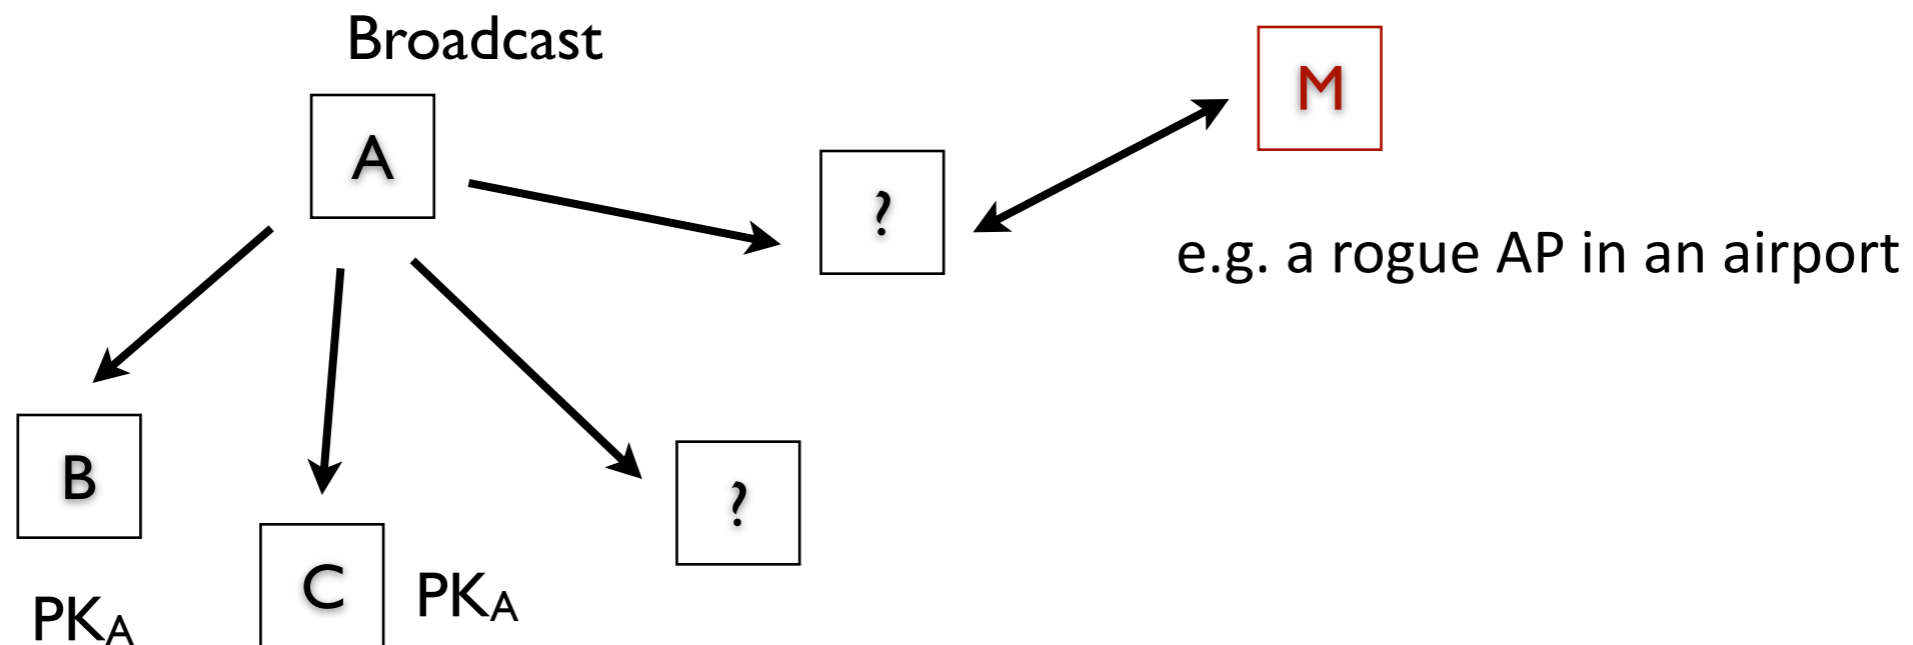 Broadcast
A
M
?
e.g. a rogue AP in an airport
B
?
C
PKA
PKA